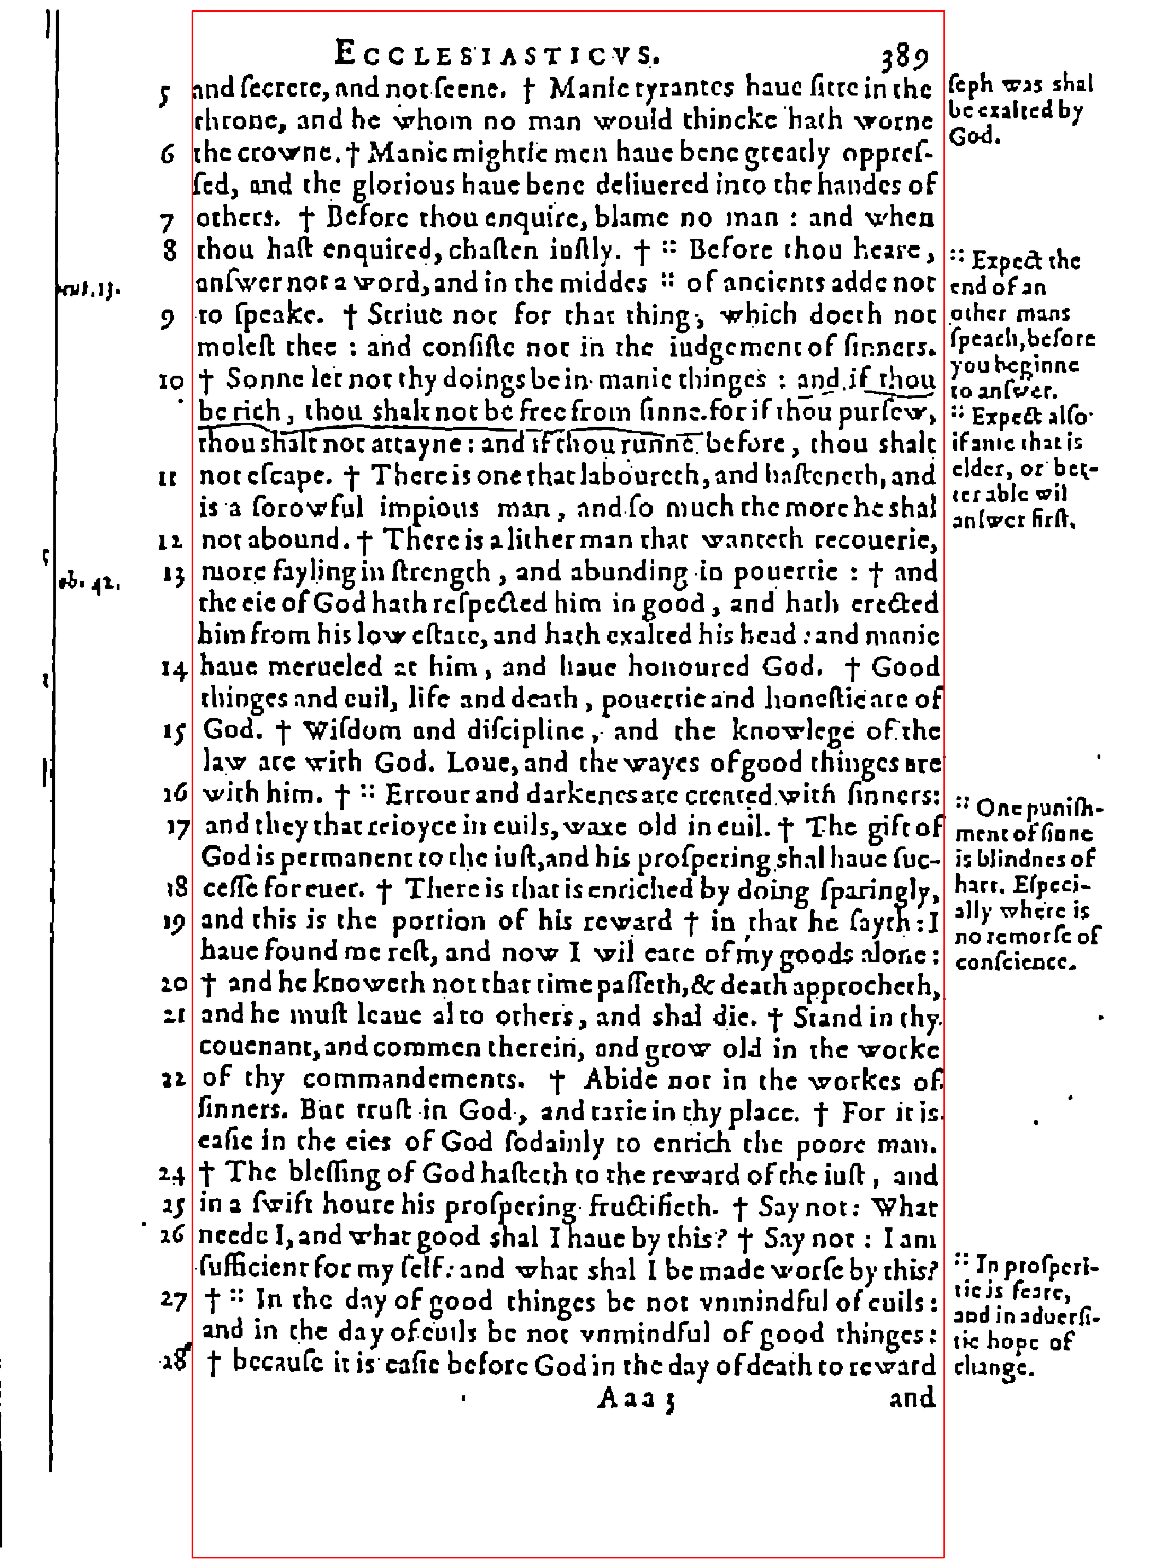 ECCLESIASTICVS. 389
5 and ſecrete, and not ſeene. † Manie tyrantes haue ſitte in the
throne, and he whom no man would thincke hath worne
6 the crowne. † Manie mightie men haue bene greatly oppreſ-
ſed, and the glorious haue bene deliuered into the handes of
7 others. † Before thou enquire, blame no man : and when
8 thou haſt enquired, chaſten iuſtly. † :: Before thou heare,
anſwer not a word, and in the middes :: of ancients adde not
9 to ſpeake. † Striue not for that thing, which doeth not
moleſt thee : and conſiſte not in the iudgement of ſinners.
10 † Sonne let not thy doings be in manie thinges : and if thou
be rich, thou shalt not be free from ſinne. for if thou purſew,
thou shalt not attayne : and if thou runne before, thou shalt
11 not eſcape. † There is one that laboureth, and haſteneth, and
is a ſorowful impious man, and ſo much the more he shal
12 not abound. † There is a lither man that wanteth recouerie,
13 more fayling in ſtrength, and abunding in pouertie : † and
the eie of God hath reſpected him in good, and hath erected
him from his low eſtate, and hath exalted his head : and manie
14 haue merueled at him, and haue honoured God. † Good
thinges and euil, life and death, pouertie and honeſtie are of
15 God. † Wiſdom and diſcipline, and the knowlege of the
law are with God. Loue, and the wayes of good thinges are
16 with him. † :: Errour and darkenes are created with ſinners:
17 and they that reioyce in euils, waxe old in euil. † The gift of
God is permanent to the iuſt, and his proſpering shal haue ſuc-
18 ceſſe for euer. † There is that is enriched by doing ſparingly,
19 and this is the portion of his reward † in that he ſayth : I
haue found me reſt, and now I wil eate of my goods alone :
20 † and he knoweth not that time paſſeth, & death approcheth,
21 and he muſt leaue al to others, and shal die. † Stand in thy
couenant, and commen therein, and grow old in the worke
22 of thy commandements. † Abide not in the workes of
ſinners. But truſt in God, and tarie in thy place. † For it is
eaſie in the eies of God ſodainly to enrich the poore man.
24 † The bleſſing of God haſteth to the reward of the iuſt, and
25 in a ſwift houre his proſpering fructifieth. † Say not : What
26 neede I, and what good shal I haue by this? † Say not : I am
ſufficient for my ſelf : and what shal I be made worſe by this?
27 † :: In the day of good thinges be not vnmindful of euils :
and in the day of euils be not vnmindful of good thinges :
28 † becauſe it is eaſie before God in the day of death to reward
Aaa 3 and
ſeph was shal
be exalted by
God.
:: Expect the
end of an
other mans
ſpeach, before
you beginne
to anſwer.
:: Expect alſo
if anie that is
elder, or bet-
ter able wil
anſwer firſt.
:: One puniſh-
ment of ſinne
is blindnes of
hart. Eſpeci-
ally where is
no remorſe of
conſcience.
:: In proſperi-
tie is feare,
and in aduerſi-
tie hope of
change.
13.
42.